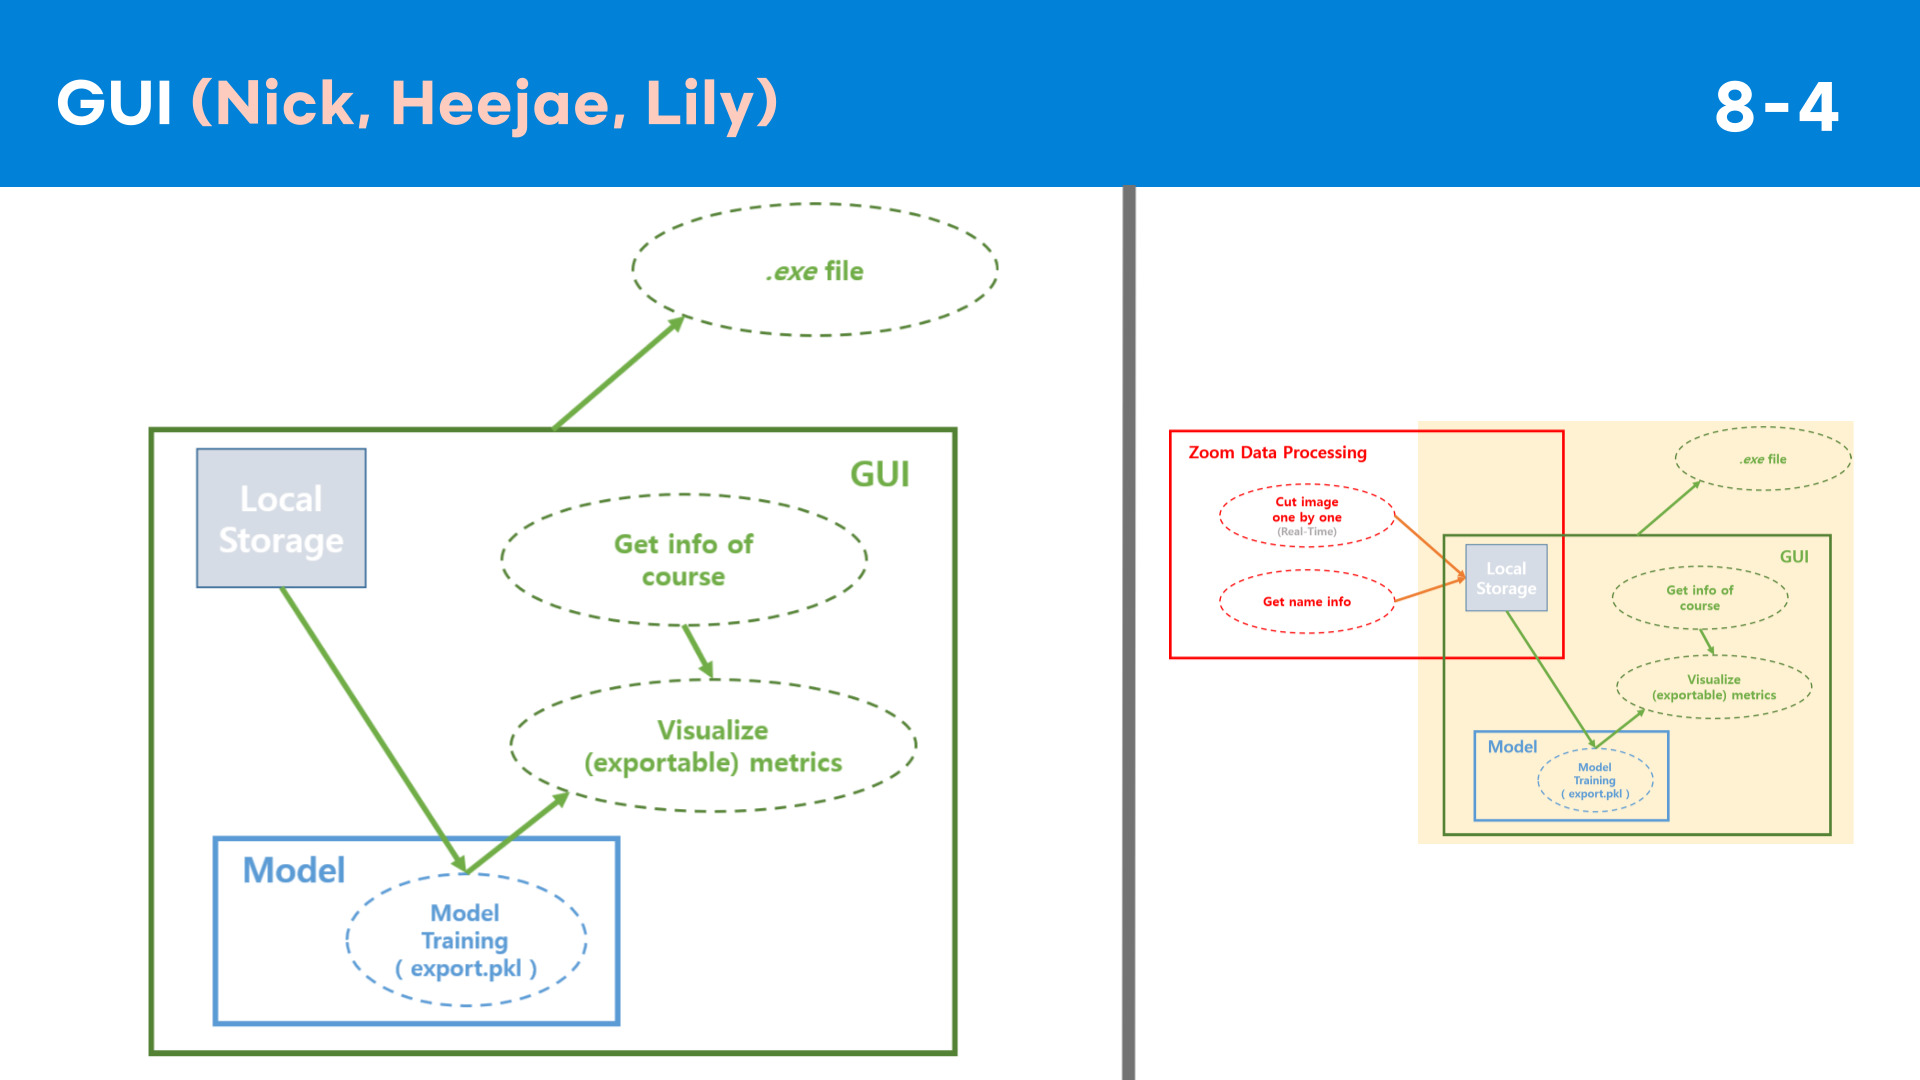 GUI (Nick, Heejae, Lily)
8-4
.exe file
GUI
Local
Storage
Get info of
course
Visualize
(exportable) metrics
Model
Model
Training
( export.pkl )
Zoom Data Processing
Cut image
one by one
(Real-Time)
Get name info
.exe file
GUI
Local
Storage
Get info of
course
Visualize
(exportable) metrics
Model
Model
Training
( export.pkl )